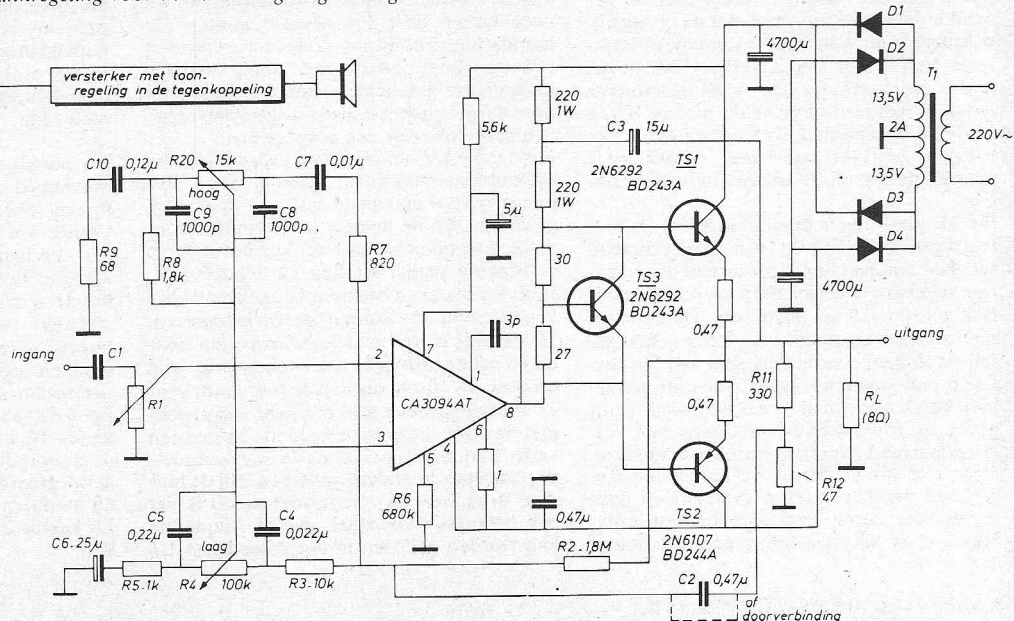 versterker met toon-
regeling in de tegenkoppeling
C10
0,12µ
R20
15k
hoog
C7
0,01µ
C9
1000p
C8
1000p
R9
68
R8
1,8k
R7
820
ingang
C1
R1
2
3
7
1
8
6
4
5
CA3094AT
3p
R6
680k
1
0,47µ
C5
0,22µ
C4
0,022µ
laag
C6-25µ
R5-1k
R4
100k
R3-10k
R2-1,8M
C2
0,47µ
of
doorverbinding
5,6k
220
1W
220
1W
5µ
30
27
C3
15µ
2N6292
BD243A
TS1
TS3
2N6292
BD243A
0,47
0,47
TS2
2N6107
BD244A
uitgang
R11
330
R12
47
RL
(8Ω)
4700µ
4700µ
D1
D2
D3
D4
T1
13,5V
2A
13,5V
220V~